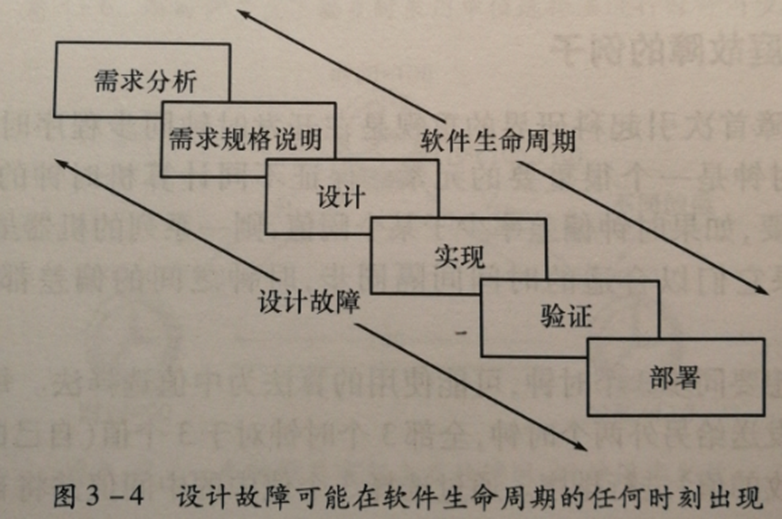 需求分析
需求规格说明
软件生命周期
设计
实现
设计故障
验证
部署
图3-4 设计故障可能在软件生命周期的任何时刻出现